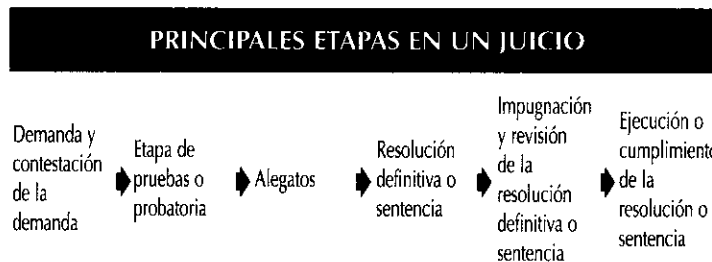 PRINCIPALES ETAPAS EN UN JUICIO
Demanda y
contestación
de la
demanda
Etapa de
pruebas o
probatoria
Alegatos
Resolución
definitiva o
sentencia
Impugnación
y revisión
de la
resolución
definitiva o
sentencia
Ejecución o
cumplimiento
de la
resolución o
sentencia